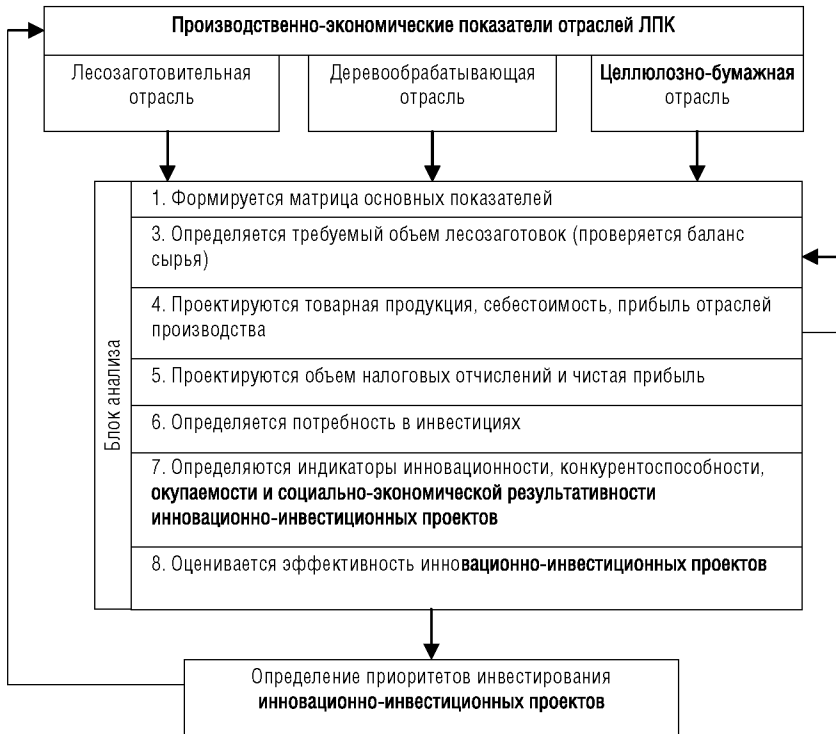 Производственно-экономические показатели отраслей ЛПК
Лесозаготовительная
отрасль
Деревообрабатывающая
отрасль
Целлюлозно-бумажная
отрасль
Блок анализа
1. Формируется матрица основных показателей
3. Определяется требуемый объем лесозаготовок (проверяется баланс
сырья)
4. Проектируются товарная продукция, себестоимость, прибыль отраслей
производства
5. Проектируются объем налоговых отчислений и чистая прибыль
6. Определяется потребность в инвестициях
7. Определяются индикаторы инновационности, конкурентоспособности,
окупаемости и социально-экономической результативности
инновационно-инвестиционных проектов
8. Оценивается эффективность инновационно-инвестиционных проектов
Определение приоритетов инвестирования
инновационно-инвестиционных проектов